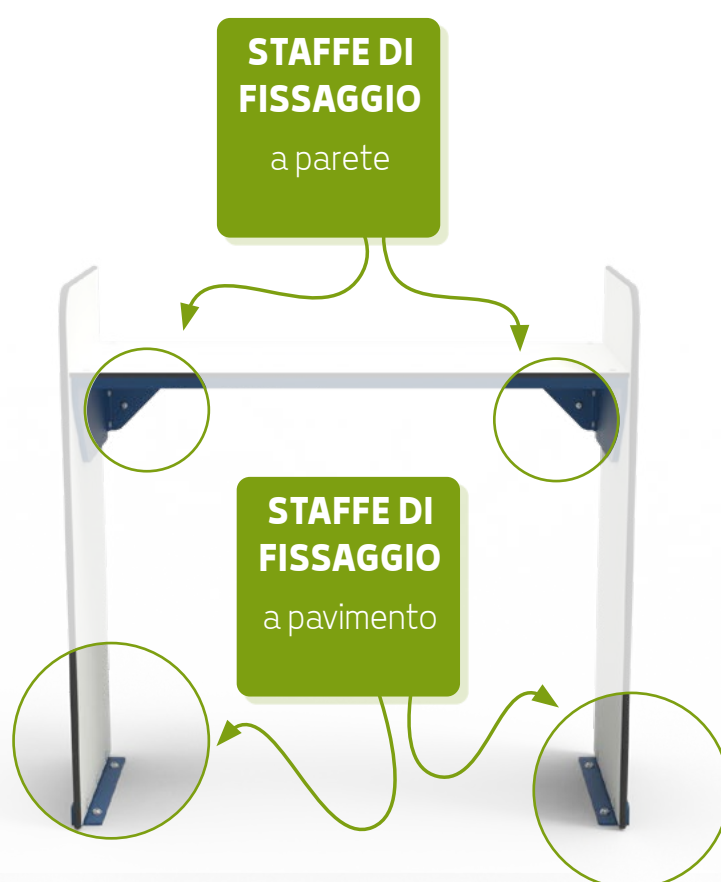 STAFFE DI
FISSAGGIO
a parete
STAFFE DI
FISSAGGIO
a pavimento